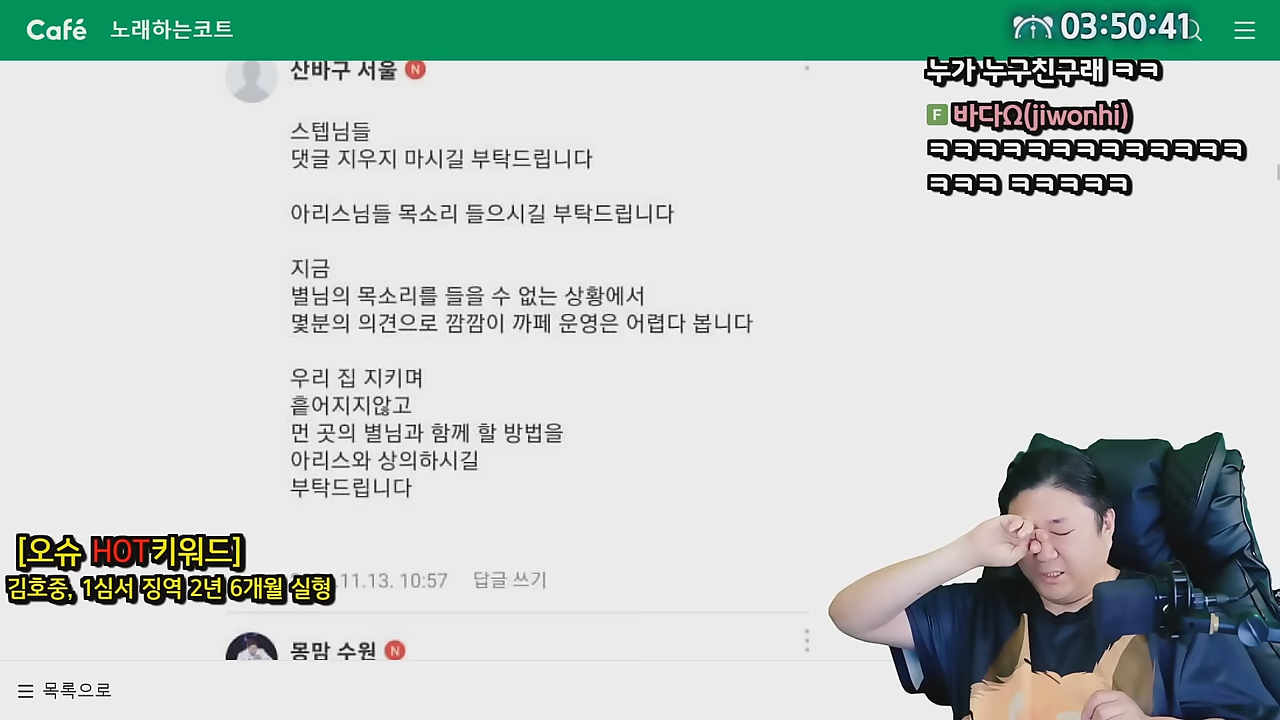 Café 노래하는코트
03:50:41
산바구 서울 N
스텝님들
댓글 지우지 마시길 부탁드립니다
아리스님들 목소리 들으시길 부탁드립니다
지금
별님의 목소리를 들을 수 없는 상황에서
몇분의 의견으로 깜깜이 까페 운영은 어렵다 봅니다
우리 집 지키며
흩어지지않고
먼 곳의 별님과 함께 할 방법을
아리스와 상의하시길
부탁드립니다
.11.13. 10:57 답글 쓰기
몽맘 수원 N
목록으로
누가 누구친구래 ㅋㅋ
F 바다Ω(jiwonhi)
ㅋㅋㅋㅋㅋㅋㅋㅋㅋㅋㅋㅋㅋ
ㅋㅋㅋ ㅋㅋㅋㅋㅋ
[오슈 HOT키워드]
김호중, 1심서 징역 2년 6개월 실형